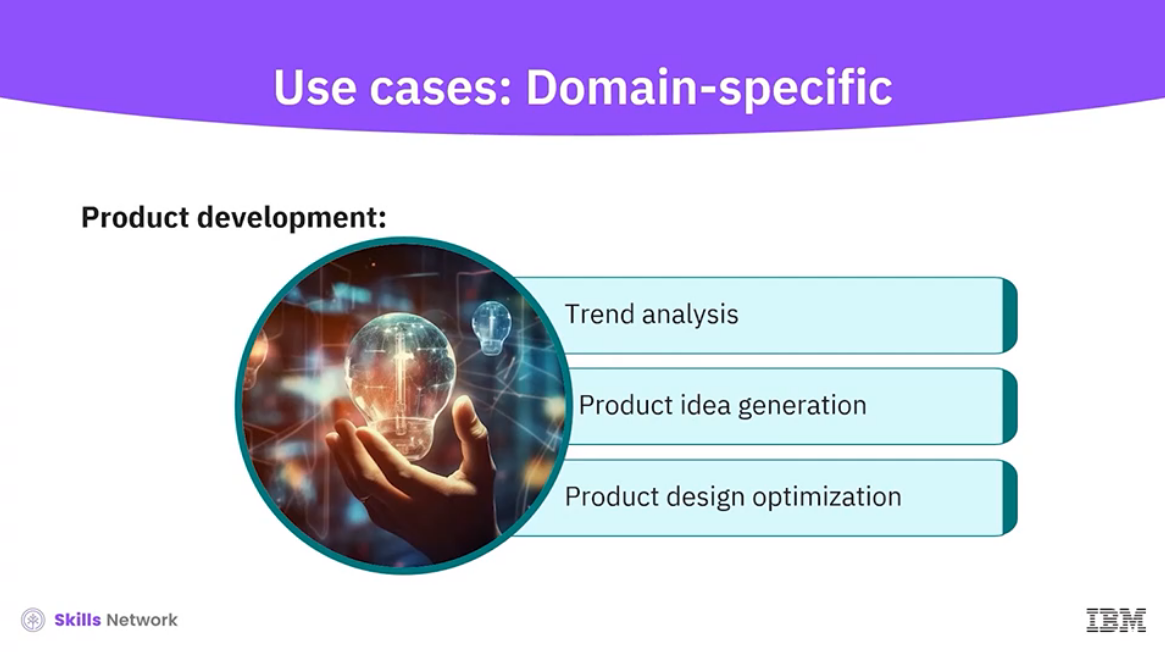 Use cases: Domain-specific
Product development:
Trend analysis
Product idea generation
Product design optimization
Skills Network
IBM